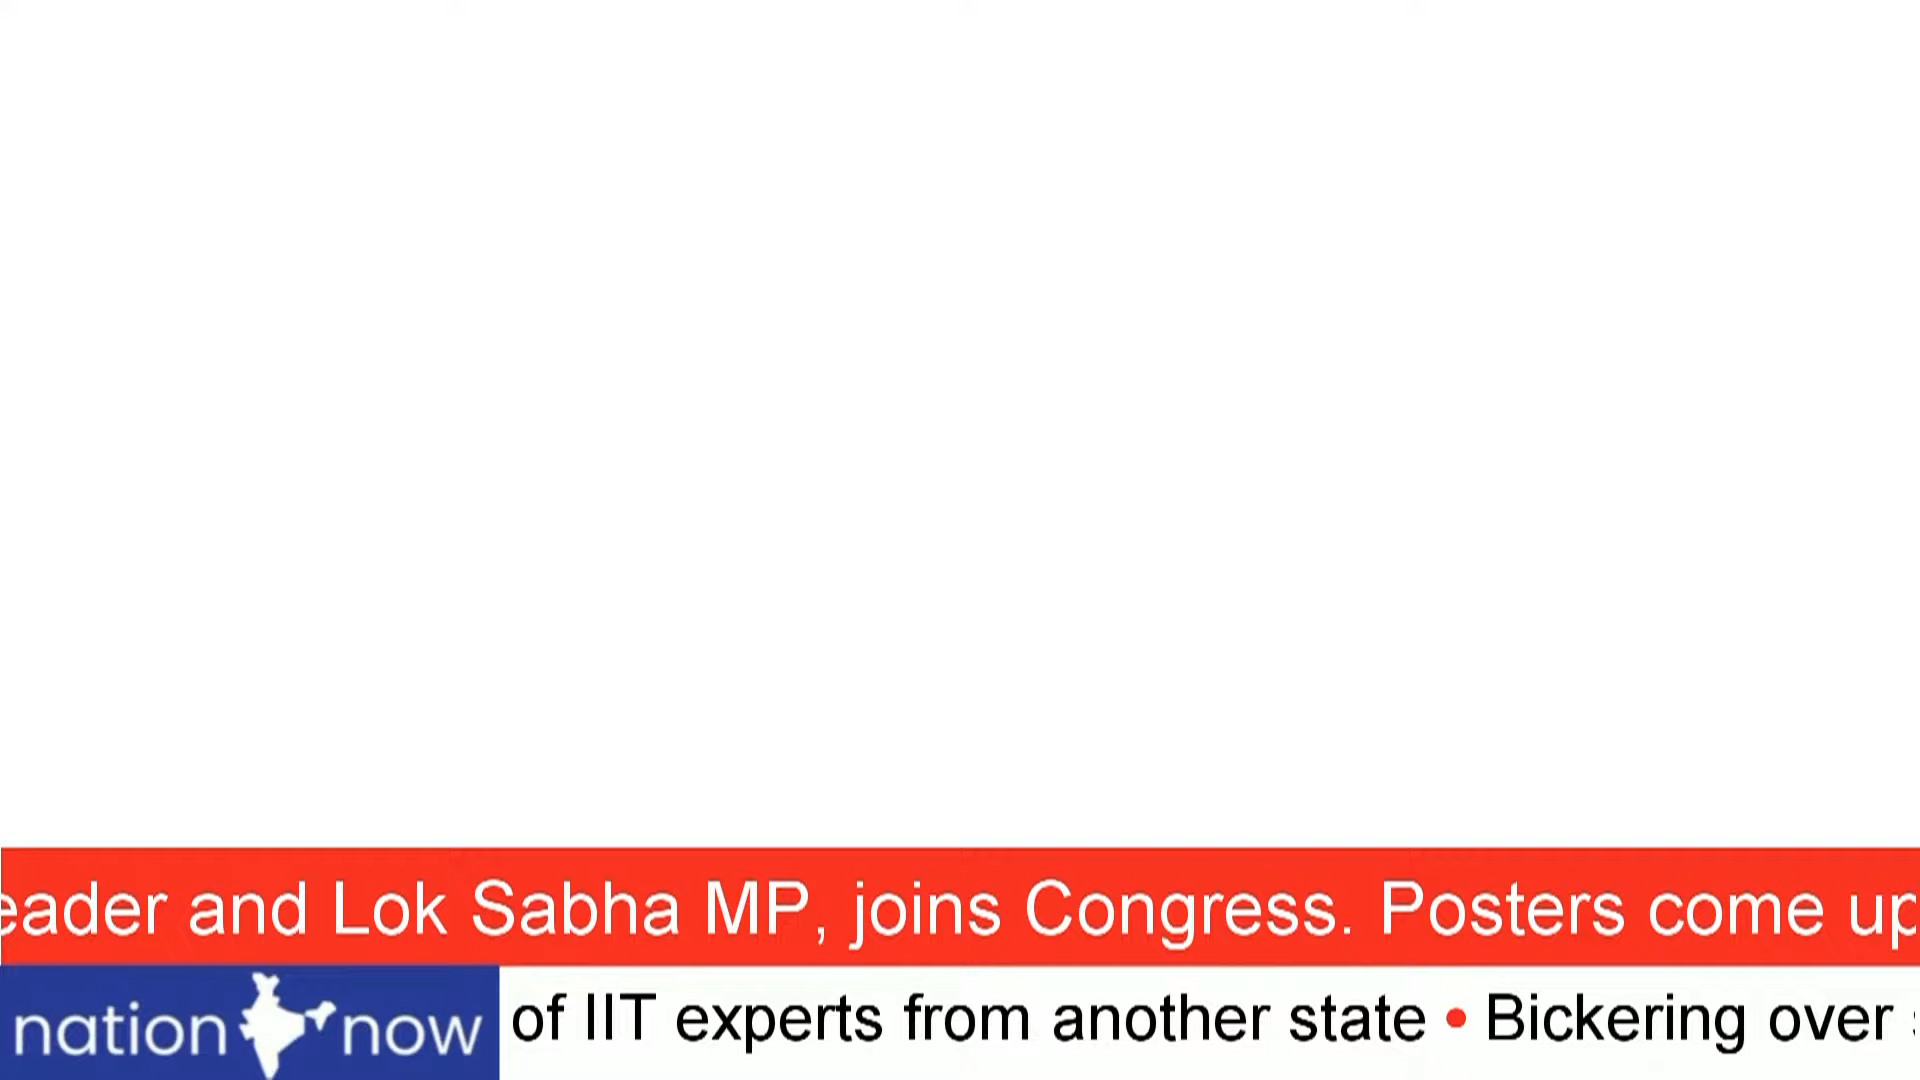 eader and Lok Sabha MP, joins Congress. Posters come up
nation now
of IIT experts from another state • Bickering over